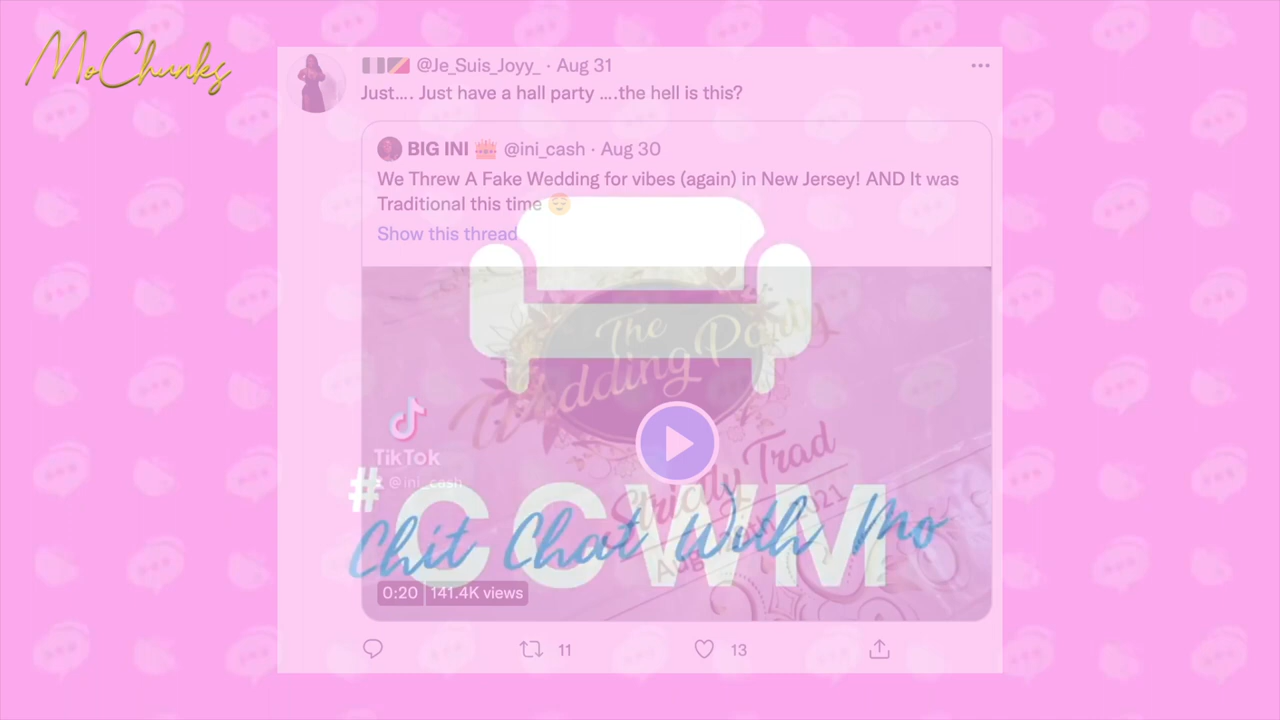 MoChunks
@Je_Suis_Joyy_ · Aug 31
Just.... Just have a hall party ....the hell is this?
BIG INI @ini_cash · Aug 30
We Threw A Fake Wedding for vibes (again) in New Jersey! AND It was
Traditional this time
Show this thread
The
Wedding Party
Strictly Trad
TikTok
@ini_cash
#CCWM
Chit Chat With Mo
2021
0:20 141.4K views
11 13